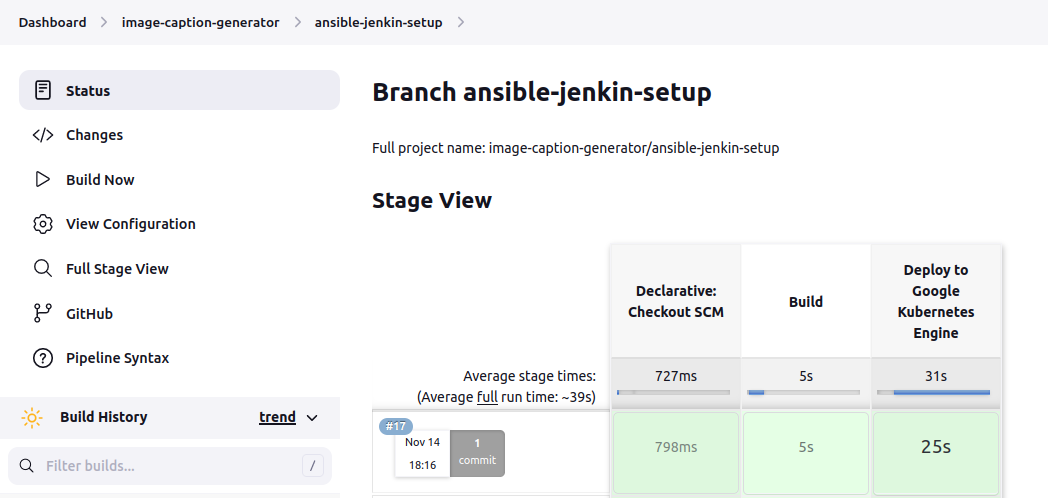 Dashboard > image-caption-generator > ansible-jenkin-setup >
Status
Changes
Build Now
View Configuration
Full Stage View
GitHub
Pipeline Syntax
Build History trend
Filter builds... /
Branch ansible-jenkin-setup
Full project name: image-caption-generator/ansible-jenkin-setup
Stage View
Declarative:
Checkout SCM
Build
Deploy to
Google
Kubernetes
Engine
Average stage times:
(Average full run time: ~39s)
727ms
5s
31s
#17
Nov 14
18:16
1
commit
798ms
5s
25s